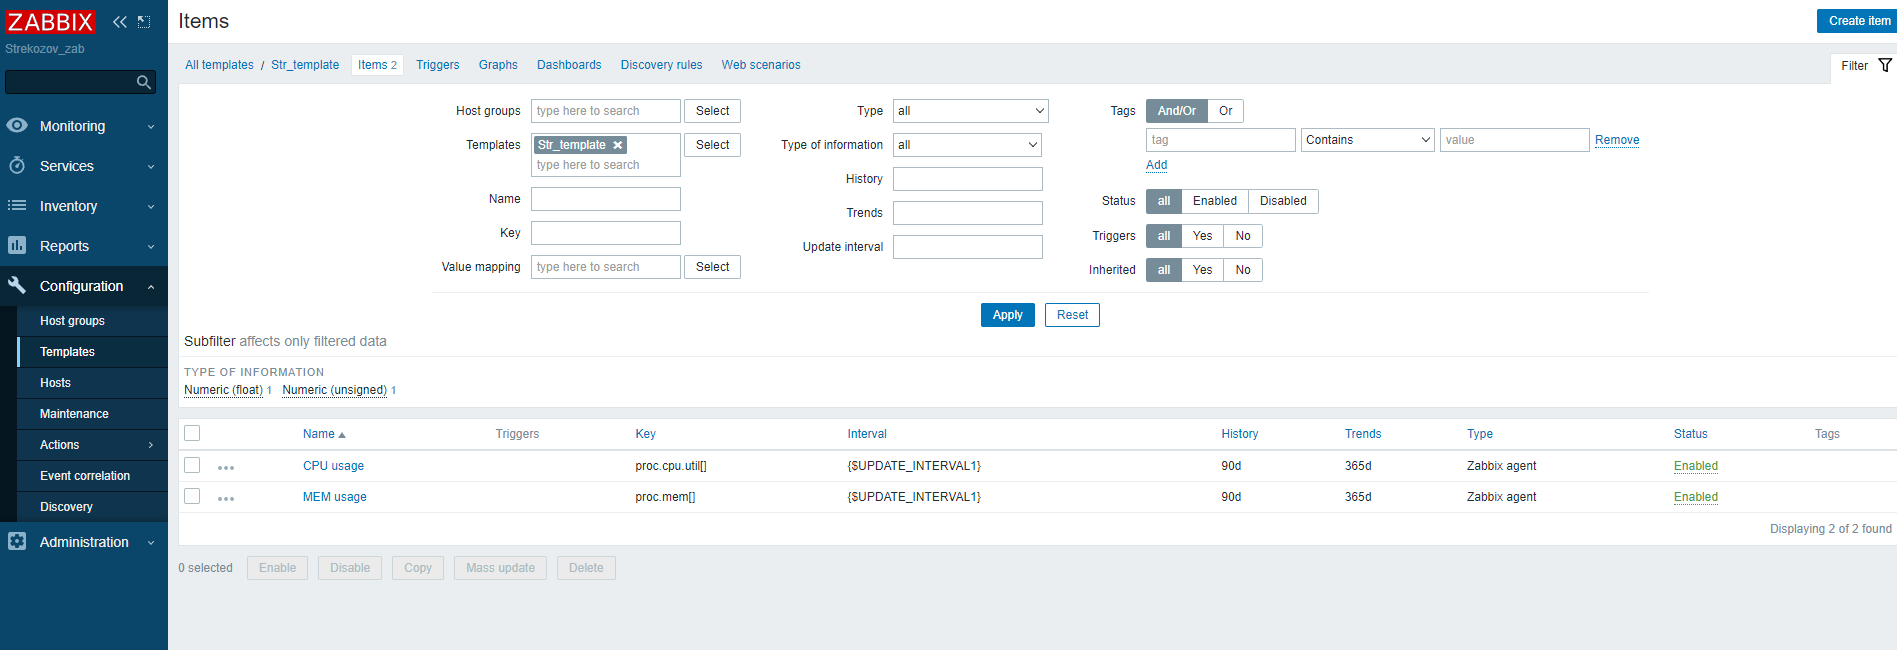 ZABBIX
Items
Create item
Strekozov_zab
All templates / Str_template Items 2 Triggers Graphs Dashboards Discovery rules Web scenarios
Filter
Monitoring
Services
Inventory
Reports
Configuration
Host groups
Templates
Hosts
Maintenance
Actions
Event correlation
Discovery
Administration
Host groups type here to search Select
Templates Str_template Select
type here to search
Name
Key
Value mapping type here to search Select
Type all
Type of information all
History
Trends
Update interval
Tags And/Or Or
tag Contains value Remove
Add
Status all Enabled Disabled
Triggers all Yes No
Inherited all Yes No
Apply Reset
Subfilter affects only filtered data
TYPE OF INFORMATION
Numeric (float) 1 Numeric (unsigned) 1
Name Triggers Key Interval History Trends Type Status Tags
CPU usage proc.cpu.util[] {$UPDATE_INTERVAL1} 90d 365d Zabbix agent Enabled
MEM usage proc.mem[] {$UPDATE_INTERVAL1} 90d 365d Zabbix agent Enabled
Displaying 2 of 2 found
0 selected Enable Disable Copy Mass update Delete